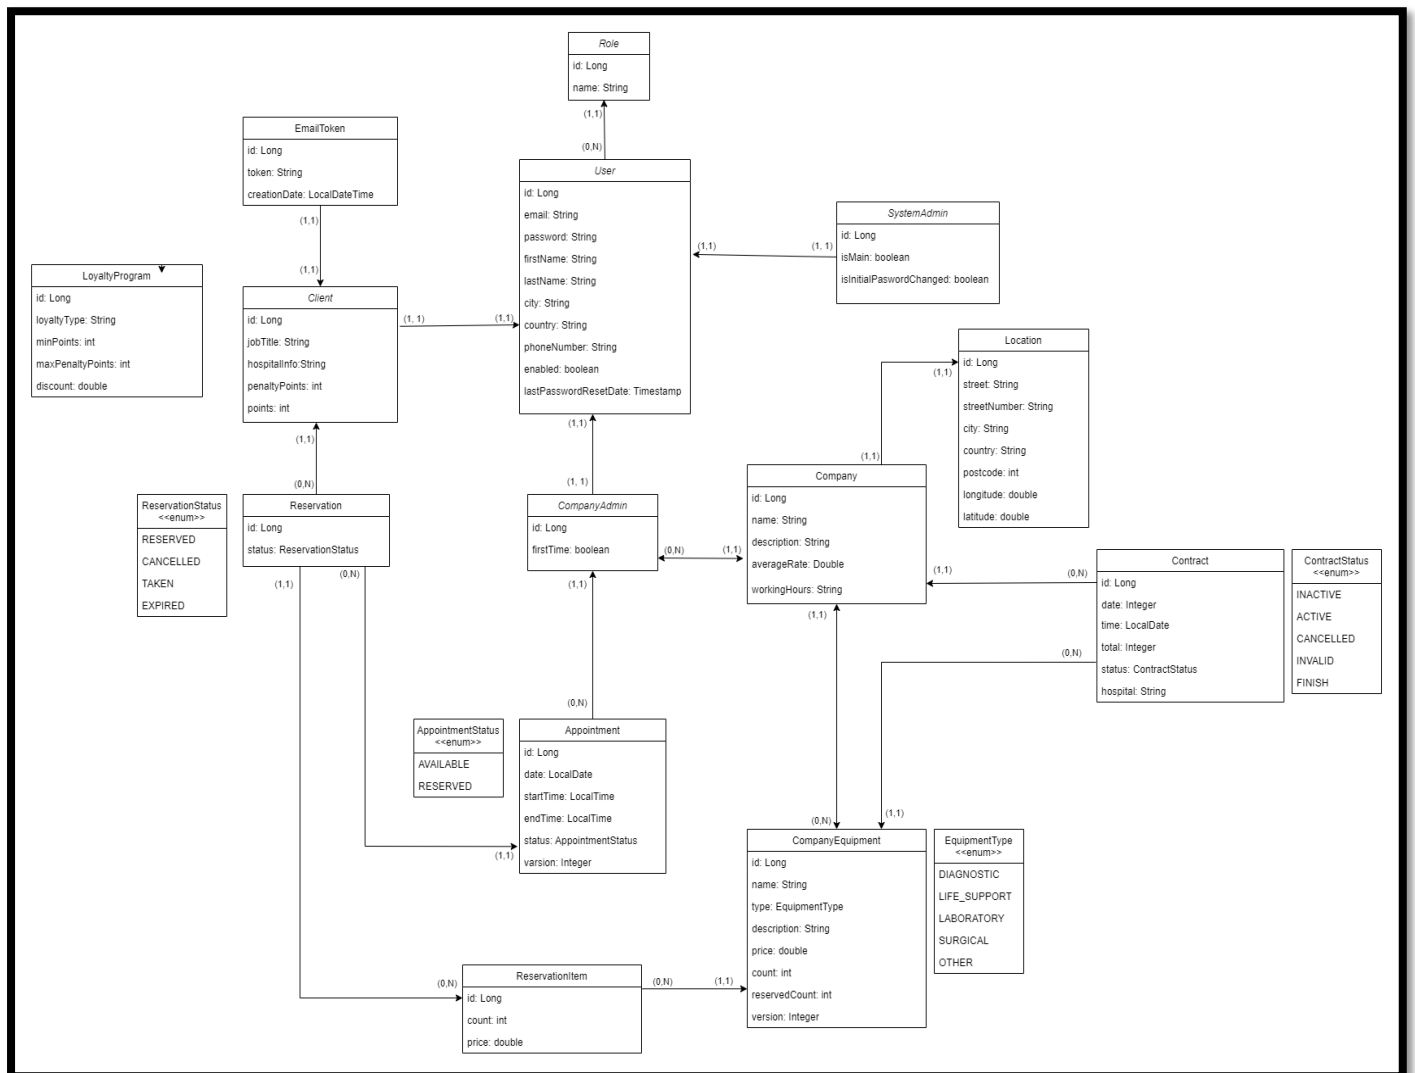 Role
id: Long
name: String
(1,1)
(0,N)
EmailToken
id: Long
token: String
creationDate: LocalDateTime
(1,1)
(1,1)
User
id: Long
email: String
password: String
firstName: String
lastName: String
city: String
country: String
phoneNumber: String
enabled: boolean
lastPasswordResetDate: Timestamp
SystemAdmin
id: Long
isMain: boolean
isInitialPaswordChanged: boolean
(1,1)
(1, 1)
LoyaltyProgram
id: Long
loyaltyType: String
minPoints: int
maxPenaltyPoints: int
discount: double
Client
id: Long
jobTitle: String
hospitalInfo:String
penaltyPoints: int
points: int
(1, 1)
(1,1)
Location
id: Long
street: String
streetNumber: String
city: String
country: String
postcode: int
longitude: double
latitude: double
(1,1)
(1,1)
(1,1)
(0,N)
(1,1)
(1, 1)
ReservationStatus
<<enum>>
RESERVED
CANCELLED
TAKEN
EXPIRED
Reservation
id: Long
status: ReservationStatus
(1,1)
(0,N)
CompanyAdmin
id: Long
firstTime: boolean
(0,N)
(1,1)
(1,1)
Company
id: Long
name: String
description: String
averageRate: Double
workingHours: String
(1,1)
(1,1)
(0,N)
Contract
id: Long
date: Integer
time: LocalDate
total: Integer
status: ContractStatus
hospital: String
(0,N)
ContractStatus
<<enum>>
INACTIVE
ACTIVE
CANCELLED
INVALID
FINISH
(0,N)
AppointmentStatus
<<enum>>
AVAILABLE
RESERVED
Appointment
id: Long
date: LocalDate
startTime: LocalTime
endTime: LocalTime
status: AppointmentStatus
varsion: Integer
(1,1)
(0,N)
(1,1)
CompanyEquipment
id: Long
name: String
type: EquipmentType
description: String
price: double
count: int
reservedCount: int
version: Integer
EquipmentType
<<enum>>
DIAGNOSTIC
LIFE_SUPPORT
LABORATORY
SURGICAL
OTHER
(0,N)
ReservationItem
id: Long
count: int
price: double
(0,N)
(1,1)